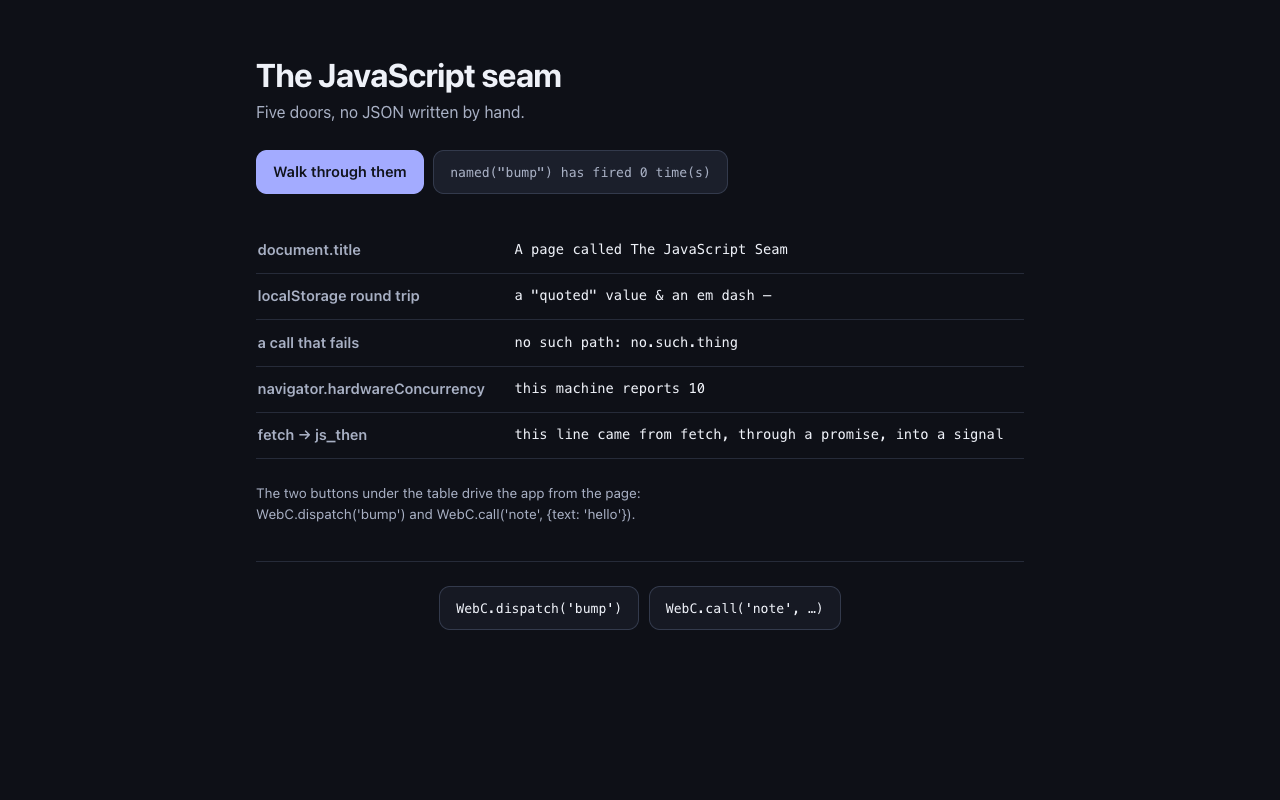 The JavaScript seam
Five doors, no JSON written by hand.
Walk through them
named("bump") has fired 0 time(s)
document.title
A page called The JavaScript Seam
localStorage round trip
a "quoted" value & an em dash —
a call that fails
no such path: no.such.thing
navigator.hardwareConcurrency
this machine reports 10
fetch → js_then
this line came from fetch, through a promise, into a signal
The two buttons under the table drive the app from the page:
WebC.dispatch('bump') and WebC.call('note', {text: 'hello'}).
WebC.dispatch('bump')
WebC.call('note', …)